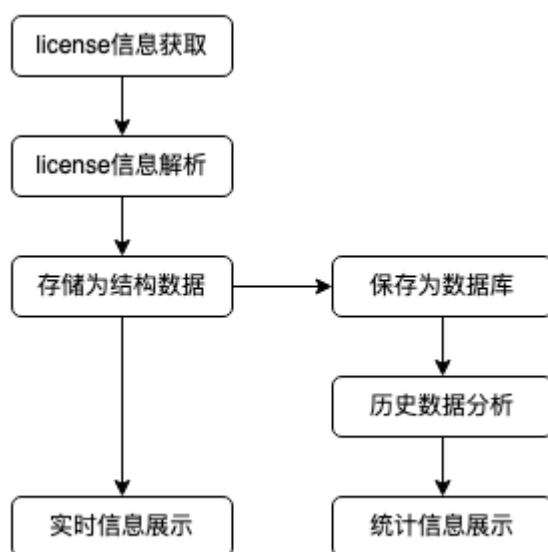 license信息获取
license信息解析
存储为结构数据
保存为数据库
历史数据分析
实时信息展示
统计信息展示